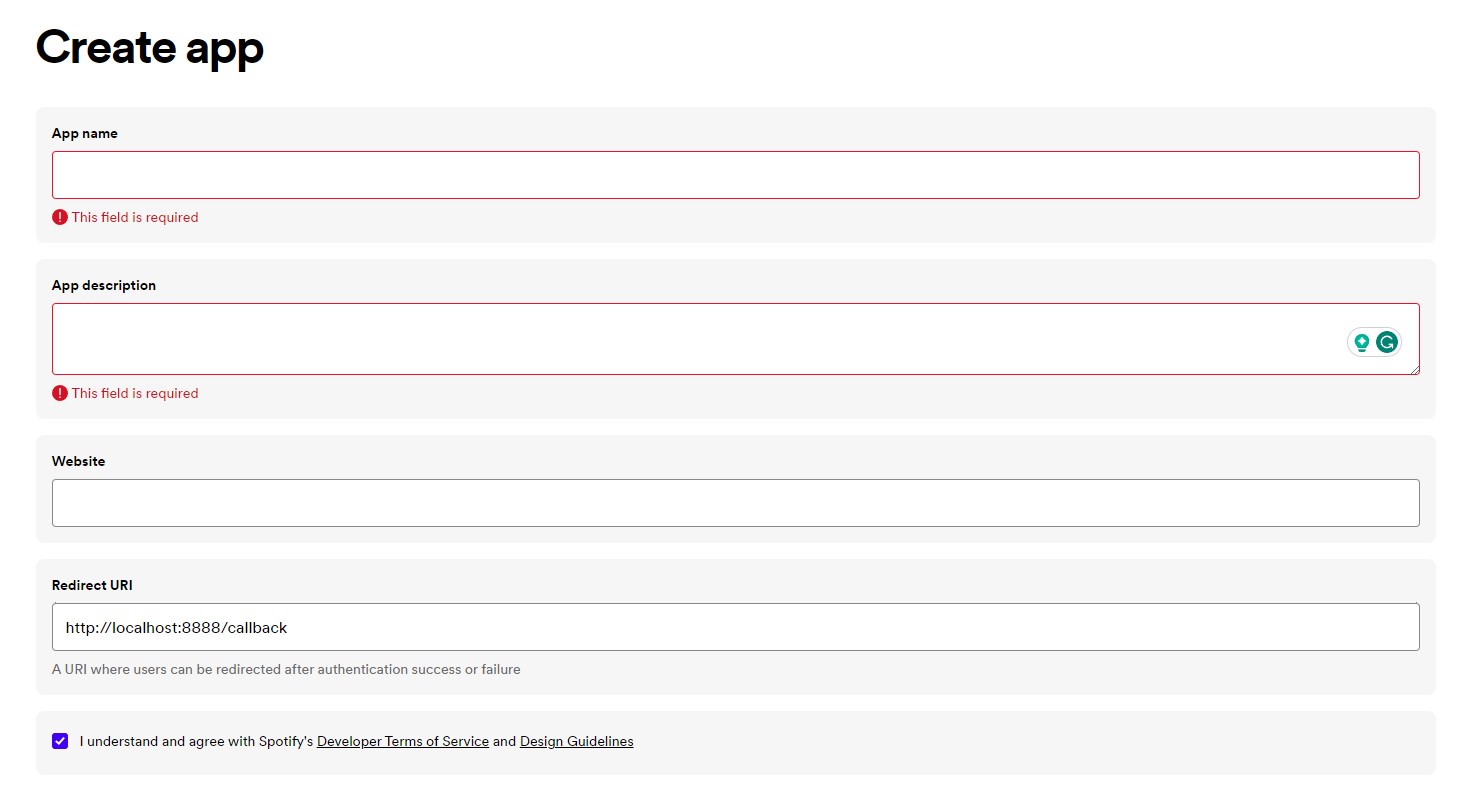 Create app
App name
This field is required
App description
This field is required
Website
Redirect URI
http://localhost:8888/callback
A URI where users can be redirected after authentication success or failure
I understand and agree with Spotify's Developer Terms of Service and Design Guidelines